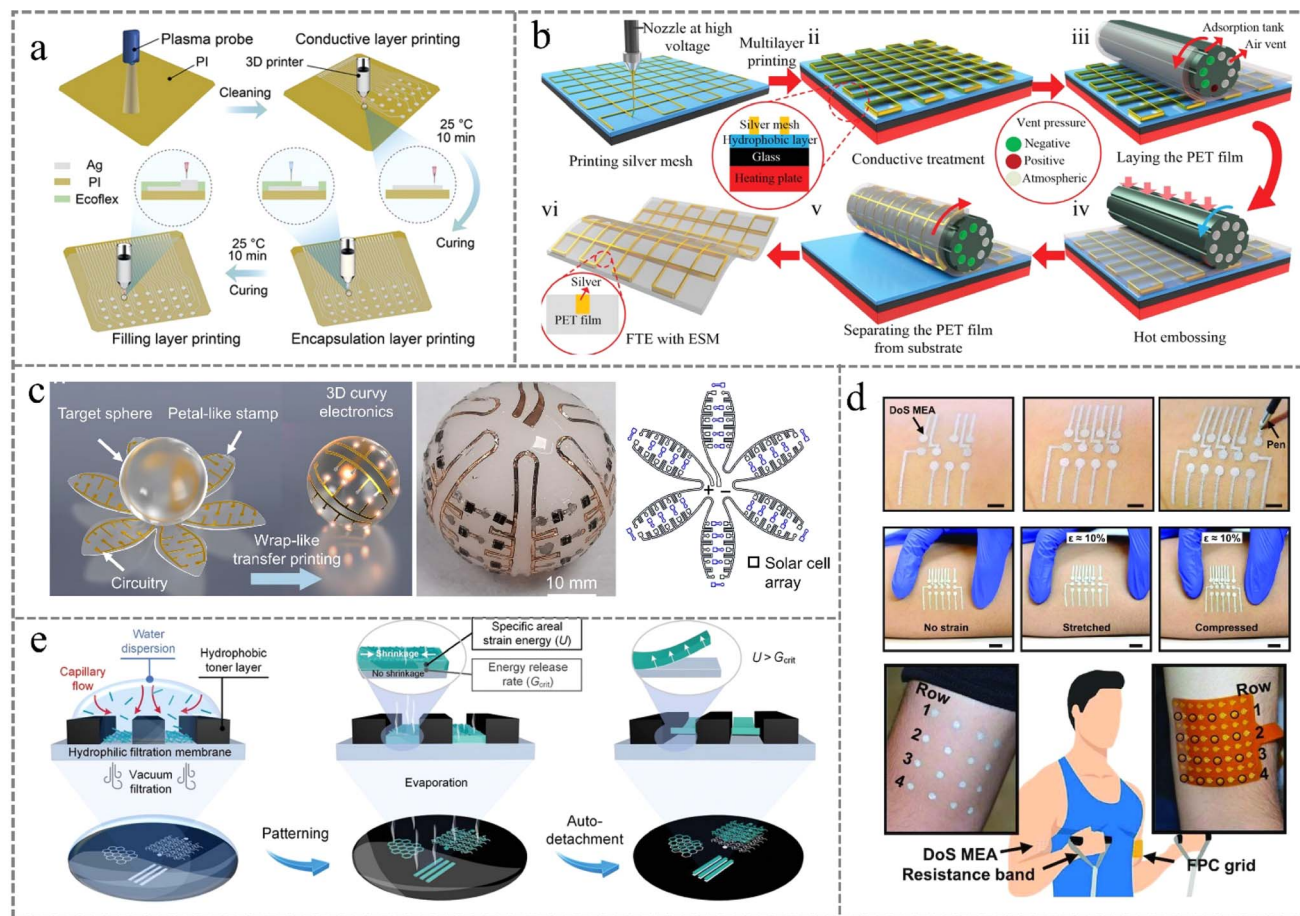 a
Plasma probe
PI
Cleaning
Conductive layer printing
3D printer
25 °C
10 min
Curing
Ag
PI
Ecoflex
25 °C
10 min
Curing
Filling layer printing
Encapsulation layer printing
b
i
Nozzle at high
voltage
Printing silver mesh
Multilayer
printing
ii
Silver mesh
Hydrophobic layer
Glass
Heating plate
Conductive treatment
iii
Adsorption tank
Air vent
Vent pressure
Negative
Positive
Atmospheric
Laying the PET film
iv
Hot embossing
v
Separating the PET film
from substrate
vi
Silver
PET film
FTE with ESM
c
Target sphere
Petal-like stamp
Circuitry
Wrap-like
transfer printing
3D curvy
electronics
10 mm
+ −
Solar cell
array
d
DoS MEA
Pen
No strain
ε ≈ 10%
Stretched
ε ≈ 10%
Compressed
Row
1
2
3
4
Row
1
2
3
4
DoS MEA
Resistance band
FPC grid
e
Water
dispersion
Capillary
flow
Hydrophobic
toner layer
Hydrophilic filtration membrane
Vacuum
filtration
Patterning
Specific areal
strain energy (U)
Shrinkage
No shrinkage
Energy release
rate (Gcrit)
Evaporation
Auto-
detachment
U > Gcrit